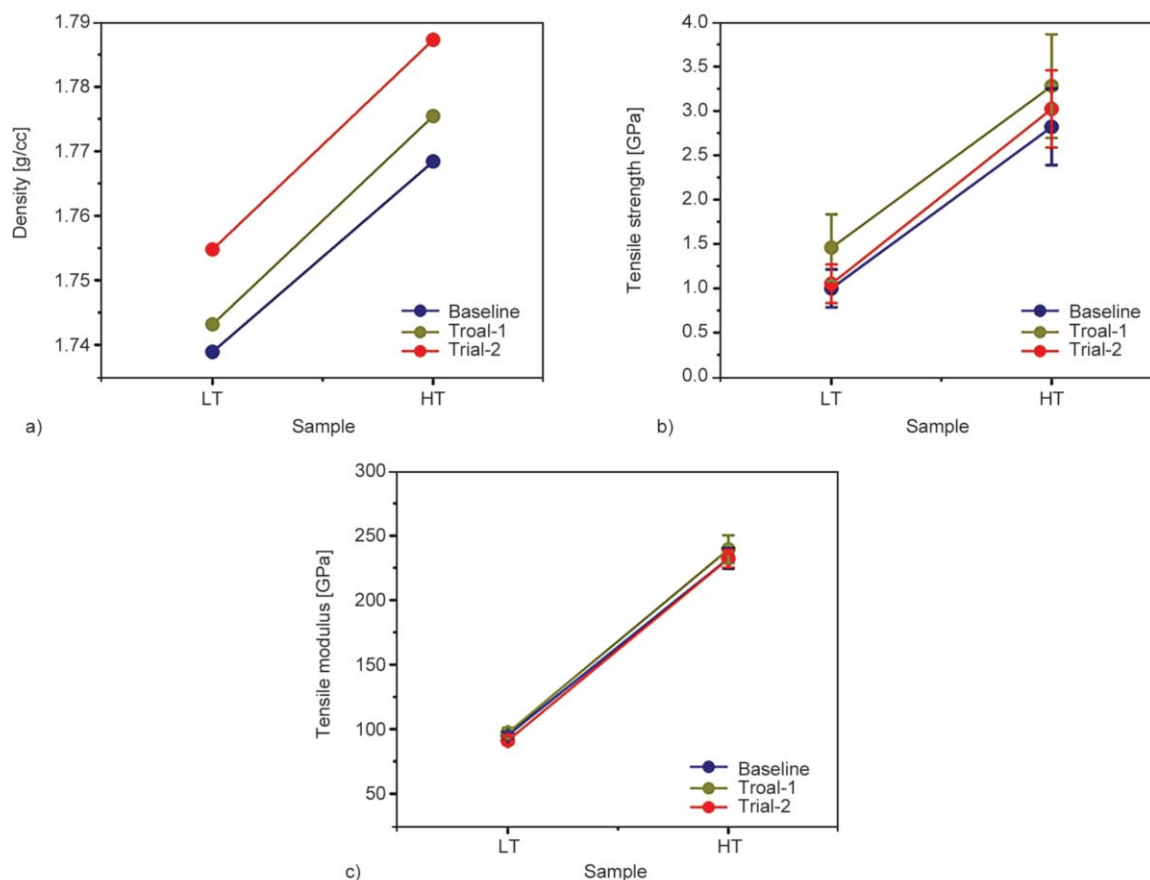 1.79
1.78
1.77
1.76
1.75
1.74
Density [g/cc]
Baseline
Troal-1
Trial-2
LT
HT
a)
Sample
4.0
3.5
3.0
2.5
2.0
1.5
1.0
0.5
0.0
Tensile strength [GPa]
Baseline
Troal-1
Trial-2
LT
HT
b)
Sample
300
250
200
150
100
50
Tensile modulus [GPa]
Baseline
Troal-1
Trial-2
LT
HT
c)
Sample